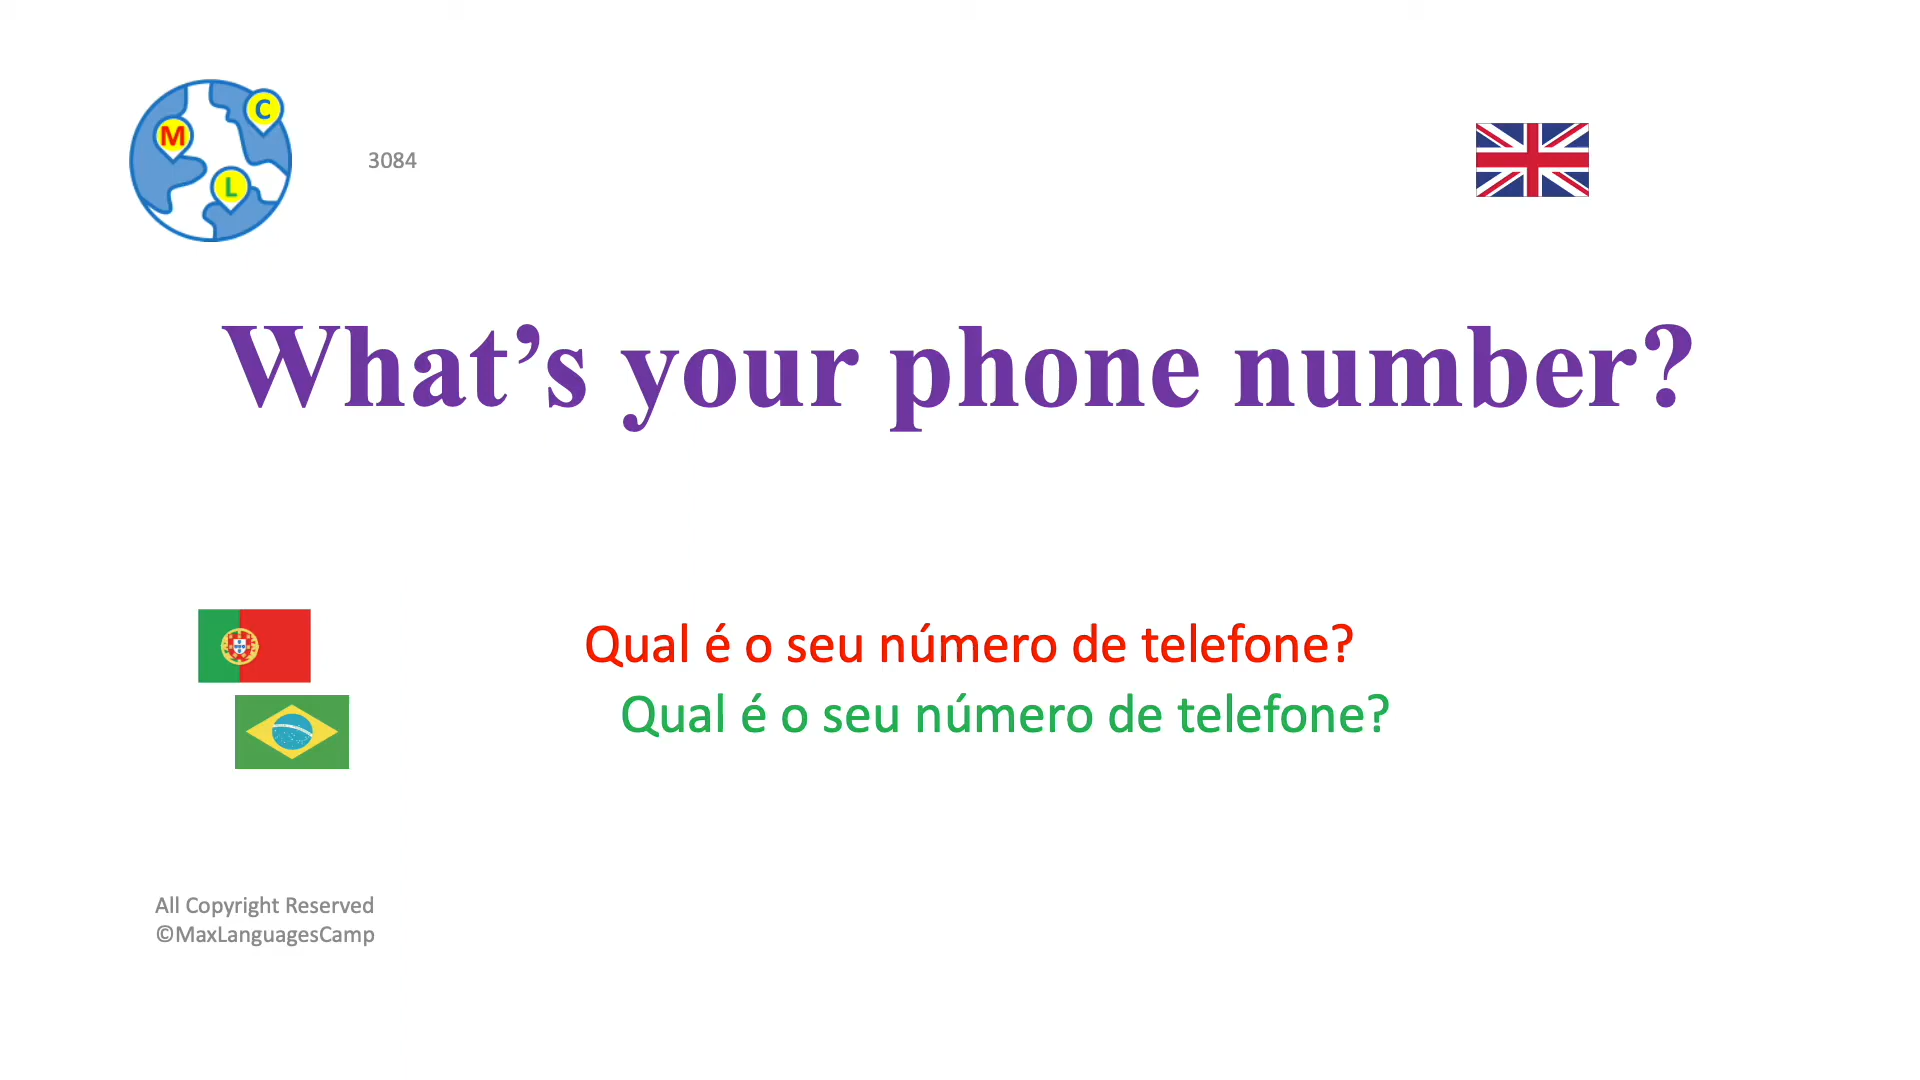 M
C
L
3084
What’s your phone number?
Qual é o seu número de telefone?
Qual é o seu número de telefone?
All Copyright Reserved
©MaxLanguagesCamp